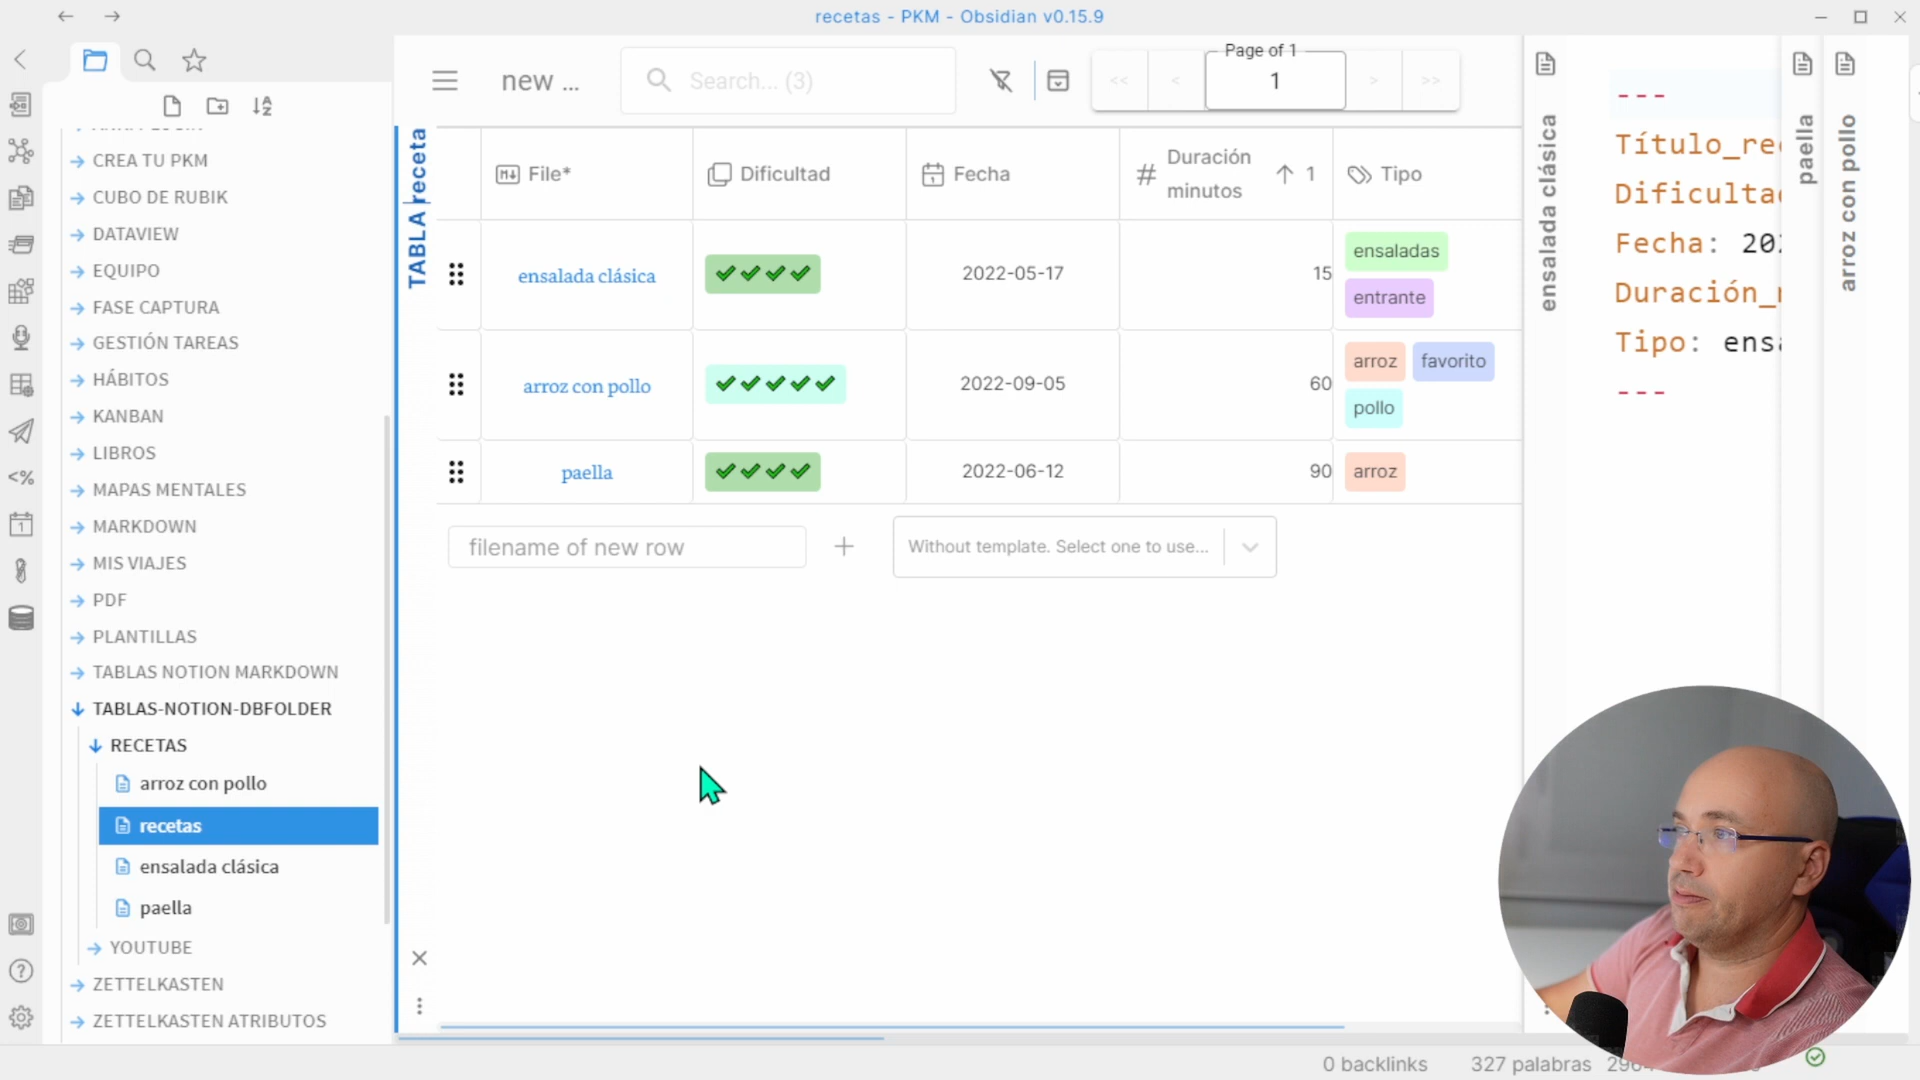 recetas - PKM - Obsidian v0.15.9
new ...
Search... (3)
Page of 1
<<
<
1
>
>>
CREA TU PKM
CUBO DE RUBIK
DATAVIEW
EQUIPO
FASE CAPTURA
GESTIÓN TAREAS
HÁBITOS
KANBAN
LIBROS
MAPAS MENTALES
MARKDOWN
MIS VIAJES
PDF
PLANTILLAS
TABLAS NOTION MARKDOWN
TABLAS-NOTION-DBFOLDER
RECETAS
arroz con pollo
recetas
ensalada clásica
paella
YOUTUBE
ZETTELKASTEN
ZETTELKASTEN ATRIBUTOS
<%
TABLA receta
File*
Dificultad
Fecha
Duración minutos
1
Tipo
ensalada clásica
2022-05-17
15
ensaladas
entrante
arroz con pollo
2022-09-05
60
arroz
favorito
pollo
paella
2022-06-12
90
arroz
filename of new row
Without template. Select one to use...
ensalada clásica
---
Título_re
Dificulta
Fecha: 20
Duración_
Tipo: ens
---
paella
arroz con pollo
0 backlinks
327 palabras